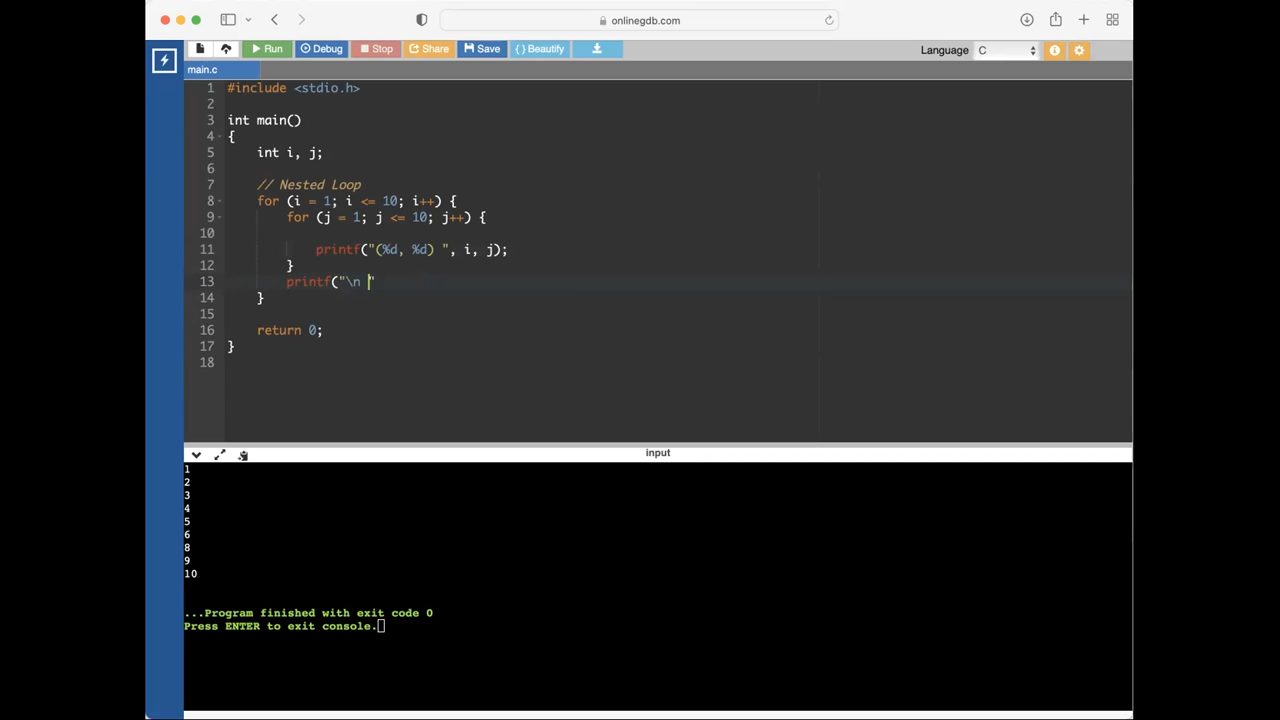 onlinegdb.com
Run Debug Stop Share Save { } Beautify Language C
main.c
1 #include <stdio.h>
2
3 int main()
4 {
5 int i, j;
6
7 // Nested Loop
8 for (i = 1; i <= 10; i++) {
9 for (j = 1; j <= 10; j++) {
10
11 printf("(%d, %d) ", i, j);
12 }
13 printf("\n "
14 }
15
16 return 0;
17 }
18
input
1
2
3
4
5
6
8
9
10
...Program finished with exit code 0
Press ENTER to exit console.